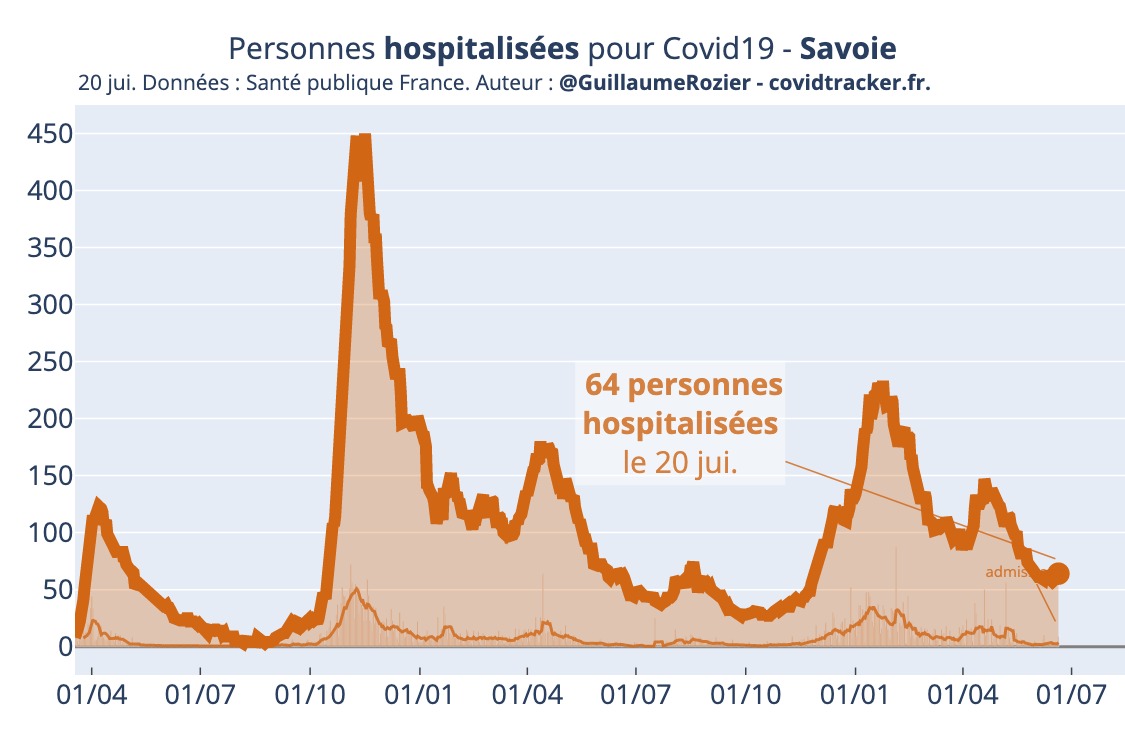 Personnes hospitalisées pour Covid19 - Savoie
20 jui. Données : Santé publique France. Auteur : @GuillaumeRozier - covidtracker.fr.
450
400
350
300
250
200
150
100
50
0
64 personnes
hospitalisées
le 20 jui.
01/04 01/07 01/10 01/01 01/04 01/07 01/10 01/01 01/04 01/07